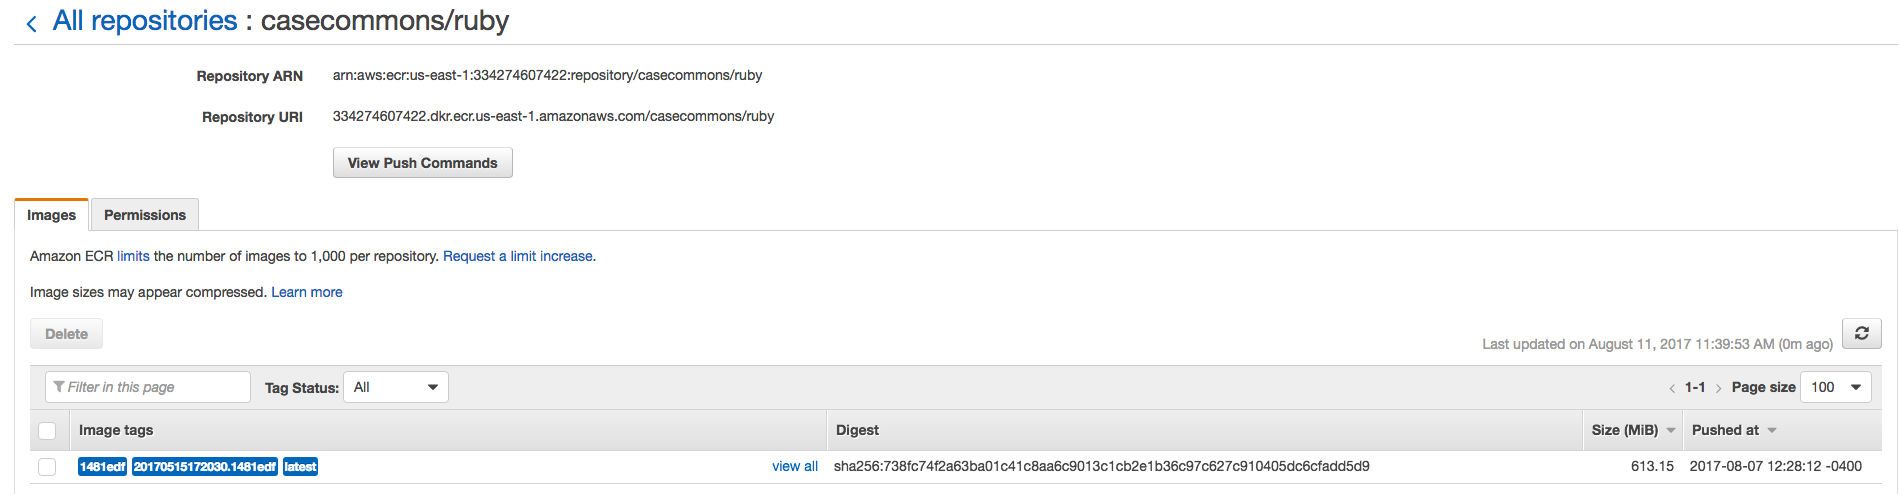 All repositories : casecommons/ruby
Repository ARN arn:aws:ecr:us-east-1:334274607422:repository/casecommons/ruby
Repository URI 334274607422.dkr.ecr.us-east-1.amazonaws.com/casecommons/ruby
View Push Commands
Images Permissions
Amazon ECR limits the number of images to 1,000 per repository. Request a limit increase.
Image sizes may appear compressed. Learn more
Delete
Last updated on August 11, 2017 11:39:53 AM (0m ago)
Filter in this page Tag Status: All 1-1 Page size 100
Image tags Digest Size (MiB) Pushed at
1481edf 20170515172030.1481edf latest view all sha256:738fc74f2a63ba01c41c8aa6c9013c1cb2e1b36c97c627c910405dc6cfadd5d9 613.15 2017-08-07 12:28:12 -0400